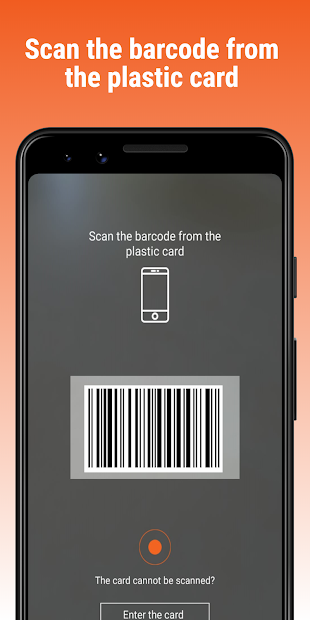 Scan the barcode from
the plastic card
Scan the barcode from the
plastic card
The card cannot be scanned?
Enter the card